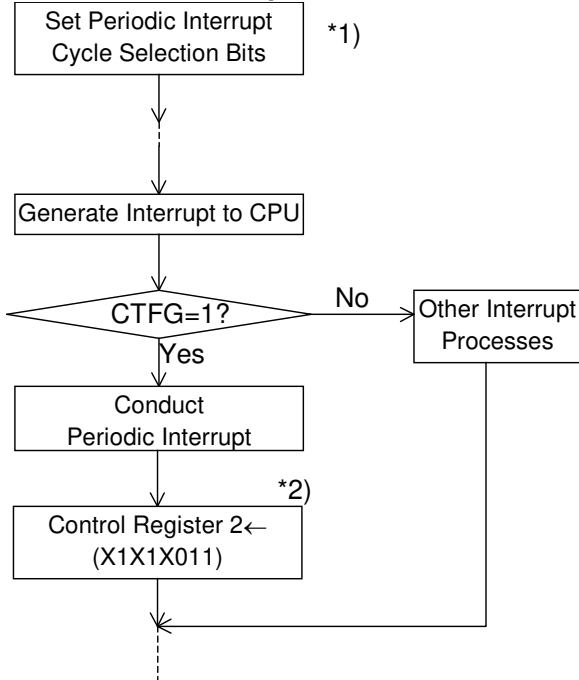 Set Periodic Interrupt
Cycle Selection Bits
*1)
Generate Interrupt to CPU
CTFG=1?
No
Other Interrupt
Processes
Yes
Conduct
Periodic Interrupt
*2)
Control Register 2←
(X1X1X011)